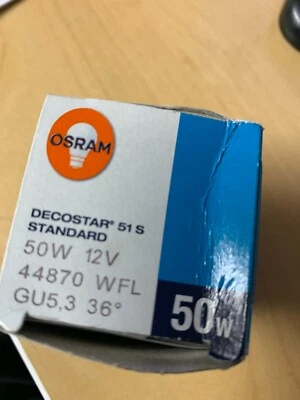 OSRAM
DECOSTAR® 51 S
STANDARD
50W 12V
44870 WFL
GU5,3 36°
50W